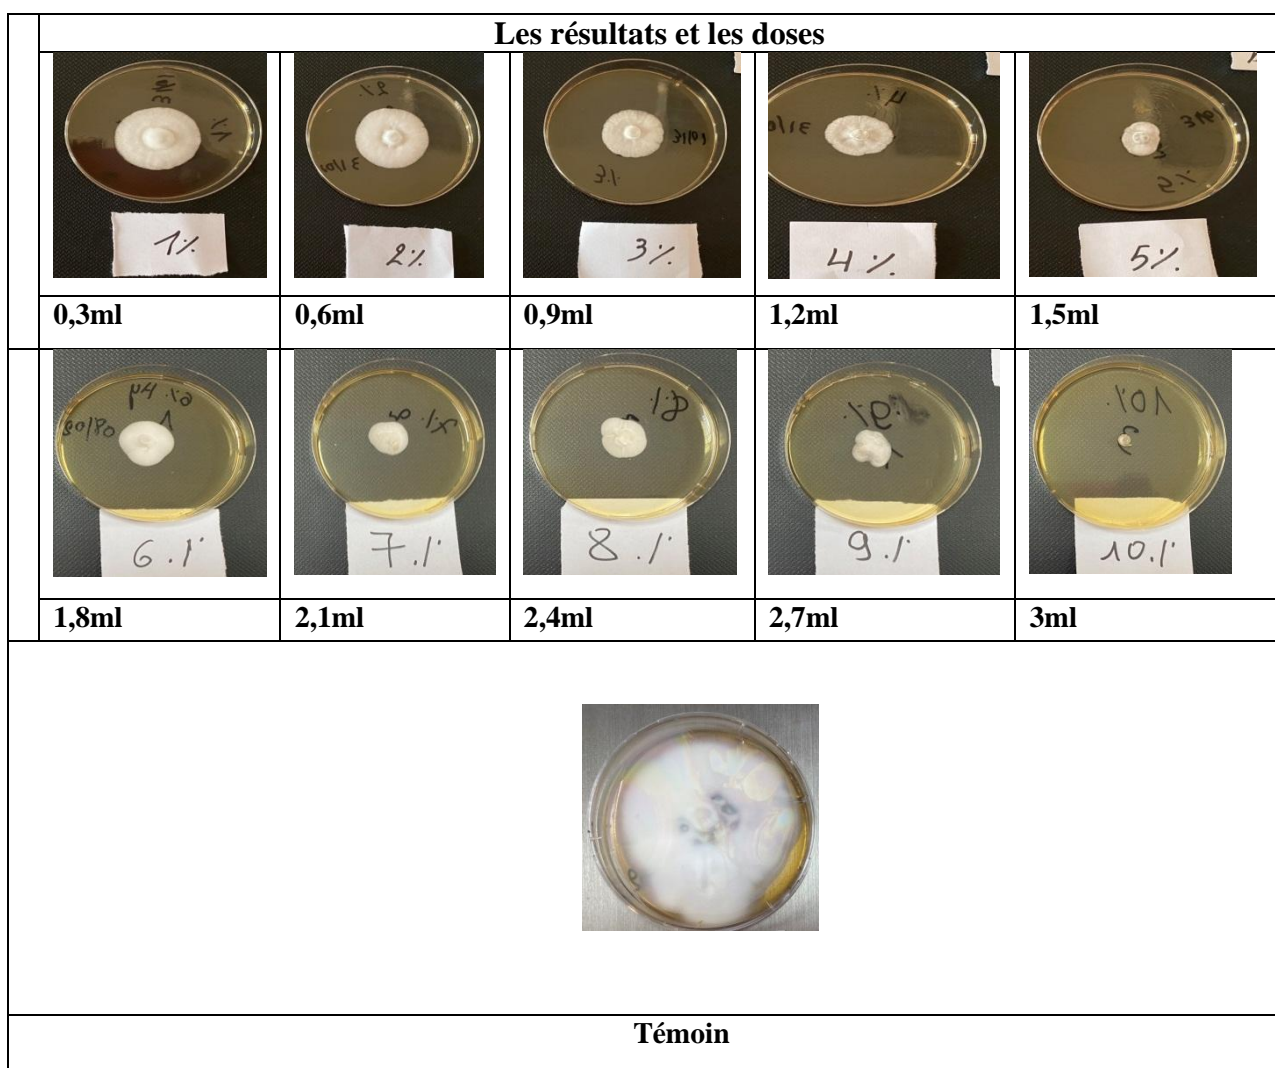 Les résultats et les doses
1%
2%
3%
4%
5%
0,3ml
0,6ml
0,9ml
1,2ml
1,5ml
6%
7%
8%
9%
10%
1,8ml
2,1ml
2,4ml
2,7ml
3ml
Témoin